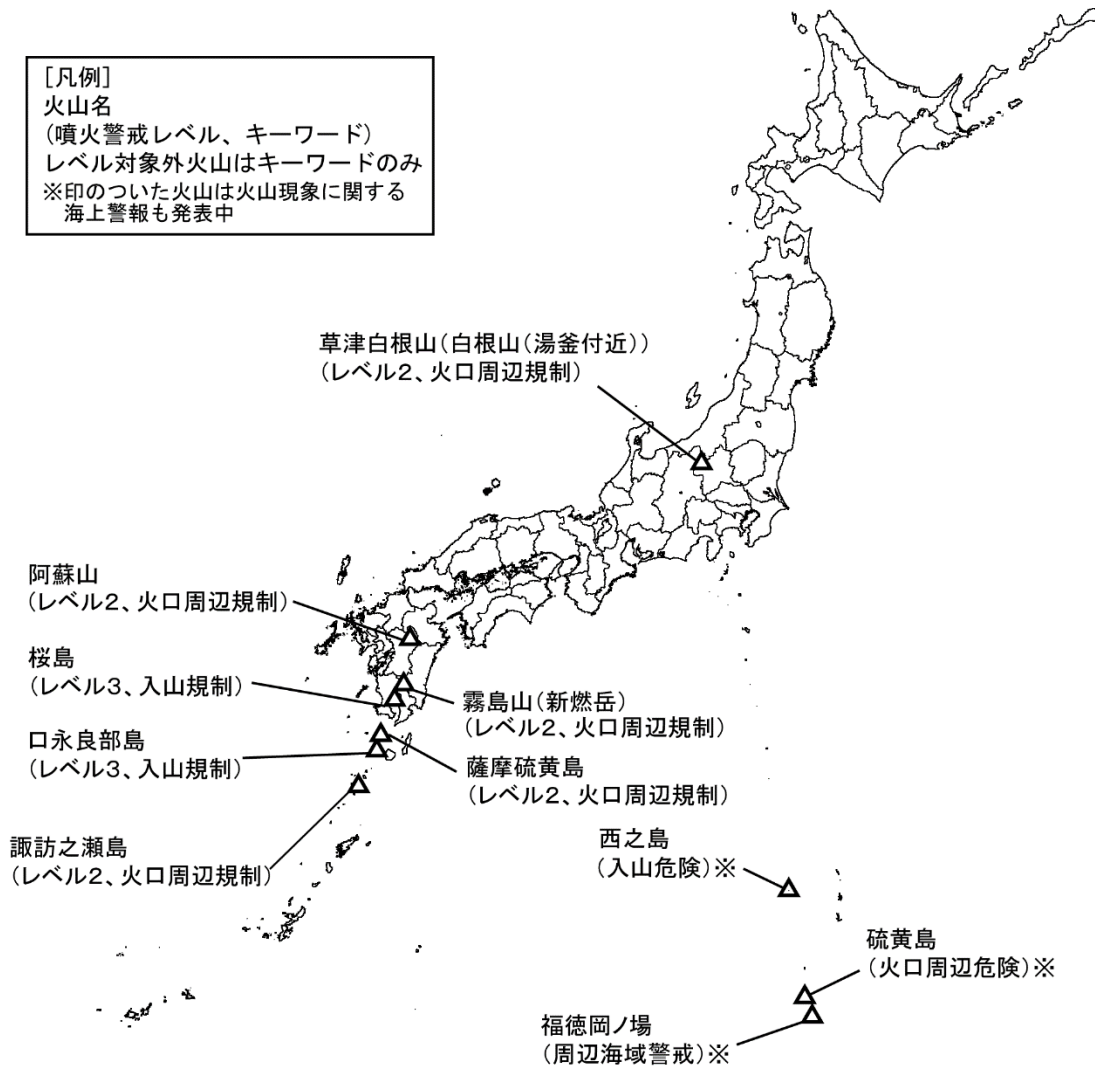 [凡例]
火山名
(噴火警戒レベル、キーワード)
レベル対象外火山はキーワードのみ
※印のついた火山は火山現象に関する
海上警報も発表中
草津白根山(白根山(湯釜付近))
(レベル2、火口周辺規制)
阿蘇山
(レベル2、火口周辺規制)
桜島
(レベル3、入山規制)
霧島山(新燃岳)
(レベル2、火口周辺規制)
口永良部島
(レベル3、入山規制)
薩摩硫黄島
(レベル2、火口周辺規制)
諏訪之瀬島
(レベル2、火口周辺規制)
西之島
(入山危険)※
硫黄島
(火口周辺危険)※
福徳岡ノ場
(周辺海域警戒)※